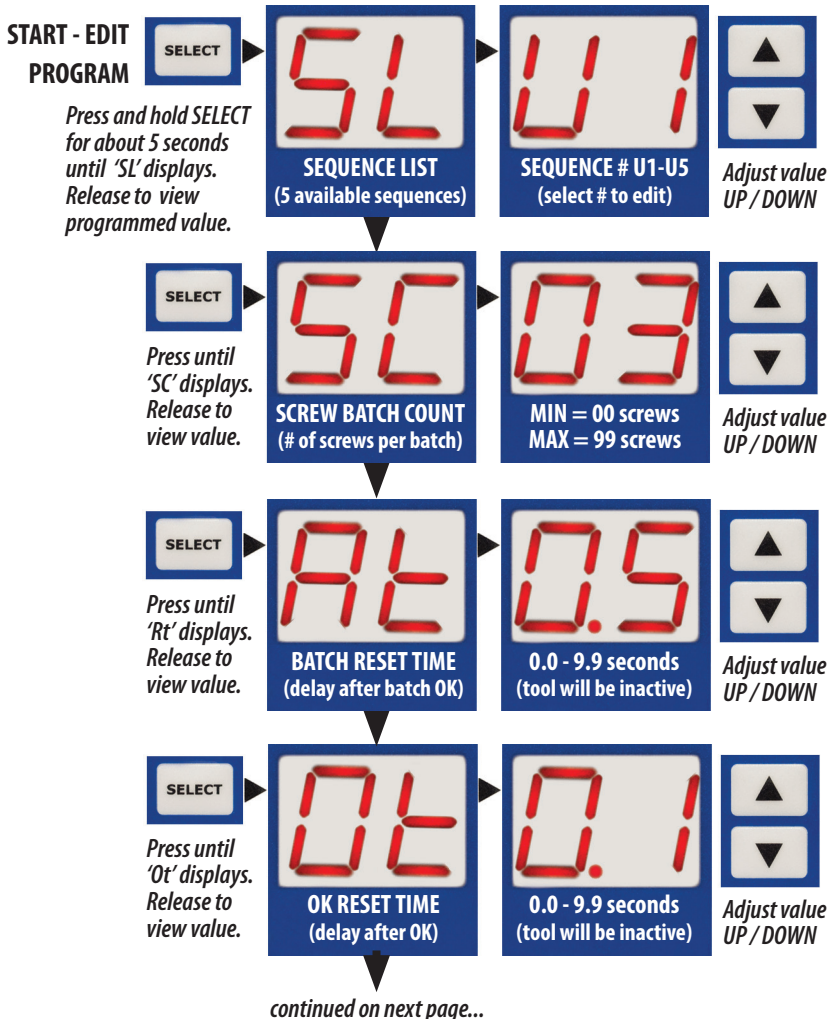 START - EDIT
PROGRAM
SELECT
Press and hold SELECT
for about 5 seconds
until ‘SL’ displays.
Release to view
programmed value.
SL
SEQUENCE LIST
(5 available sequences)
U1
SEQUENCE # U1-U5
(select # to edit)
Adjust value
UP / DOWN
SELECT
Press until
‘SC’ displays.
Release to
view value.
SC
SCREW BATCH COUNT
(# of screws per batch)
03
MIN = 00 screws
MAX = 99 screws
Adjust value
UP / DOWN
SELECT
Press until
‘Rt’ displays.
Release to
view value.
Rt
BATCH RESET TIME
(delay after batch OK)
0.5
0.0 - 9.9 seconds
(tool will be inactive)
Adjust value
UP / DOWN
SELECT
Press until
‘Ot’ displays.
Release to
view value.
Ot
OK RESET TIME
(delay after OK)
0.1
0.0 - 9.9 seconds
(tool will be inactive)
Adjust value
UP / DOWN
continued on next page...